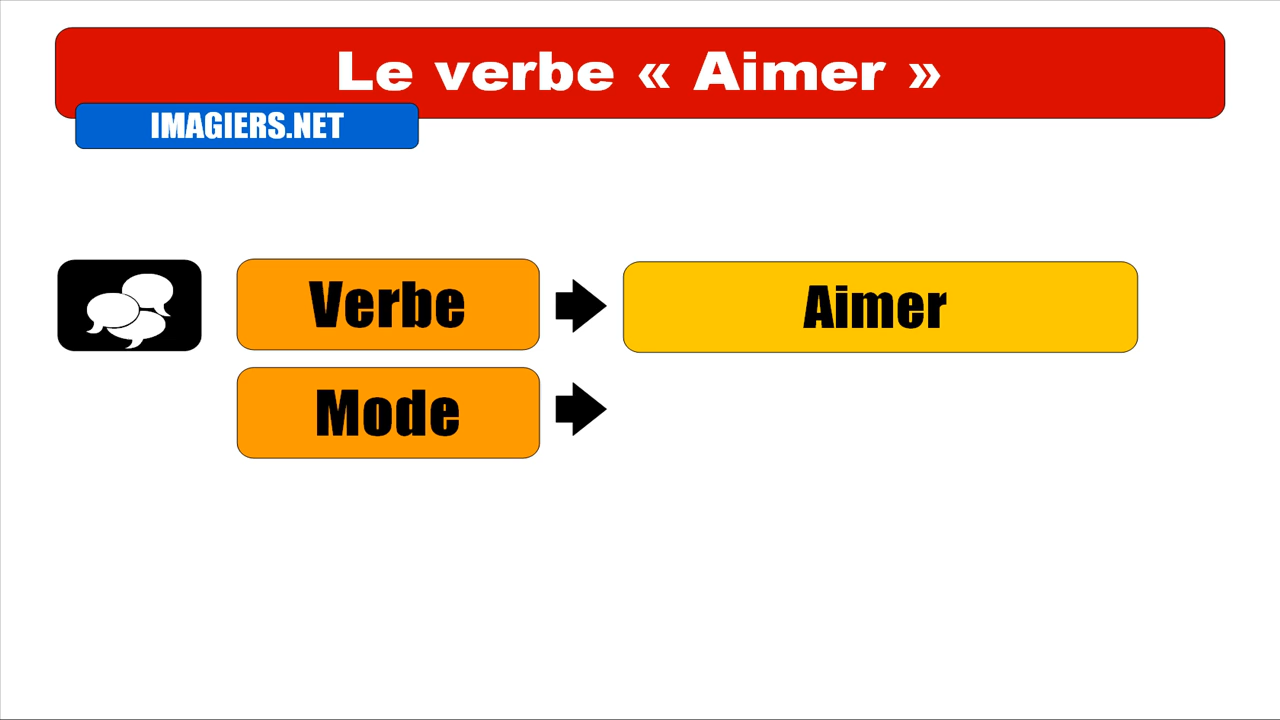 Le verbe « Aimer »
IMAGIERS.NET
Verbe
Aimer
Mode